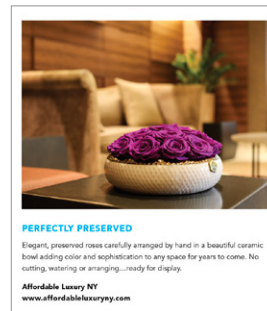 PERFECTLY PRESERVED
Elegant, preserved roses carefully arranged by hand in a beautiful ceramic
bowl adding color and sophistication to any space for years to come. No
cutting, watering or arranging...ready for display.
Affordable Luxury NY
www.affordableluxuryny.com